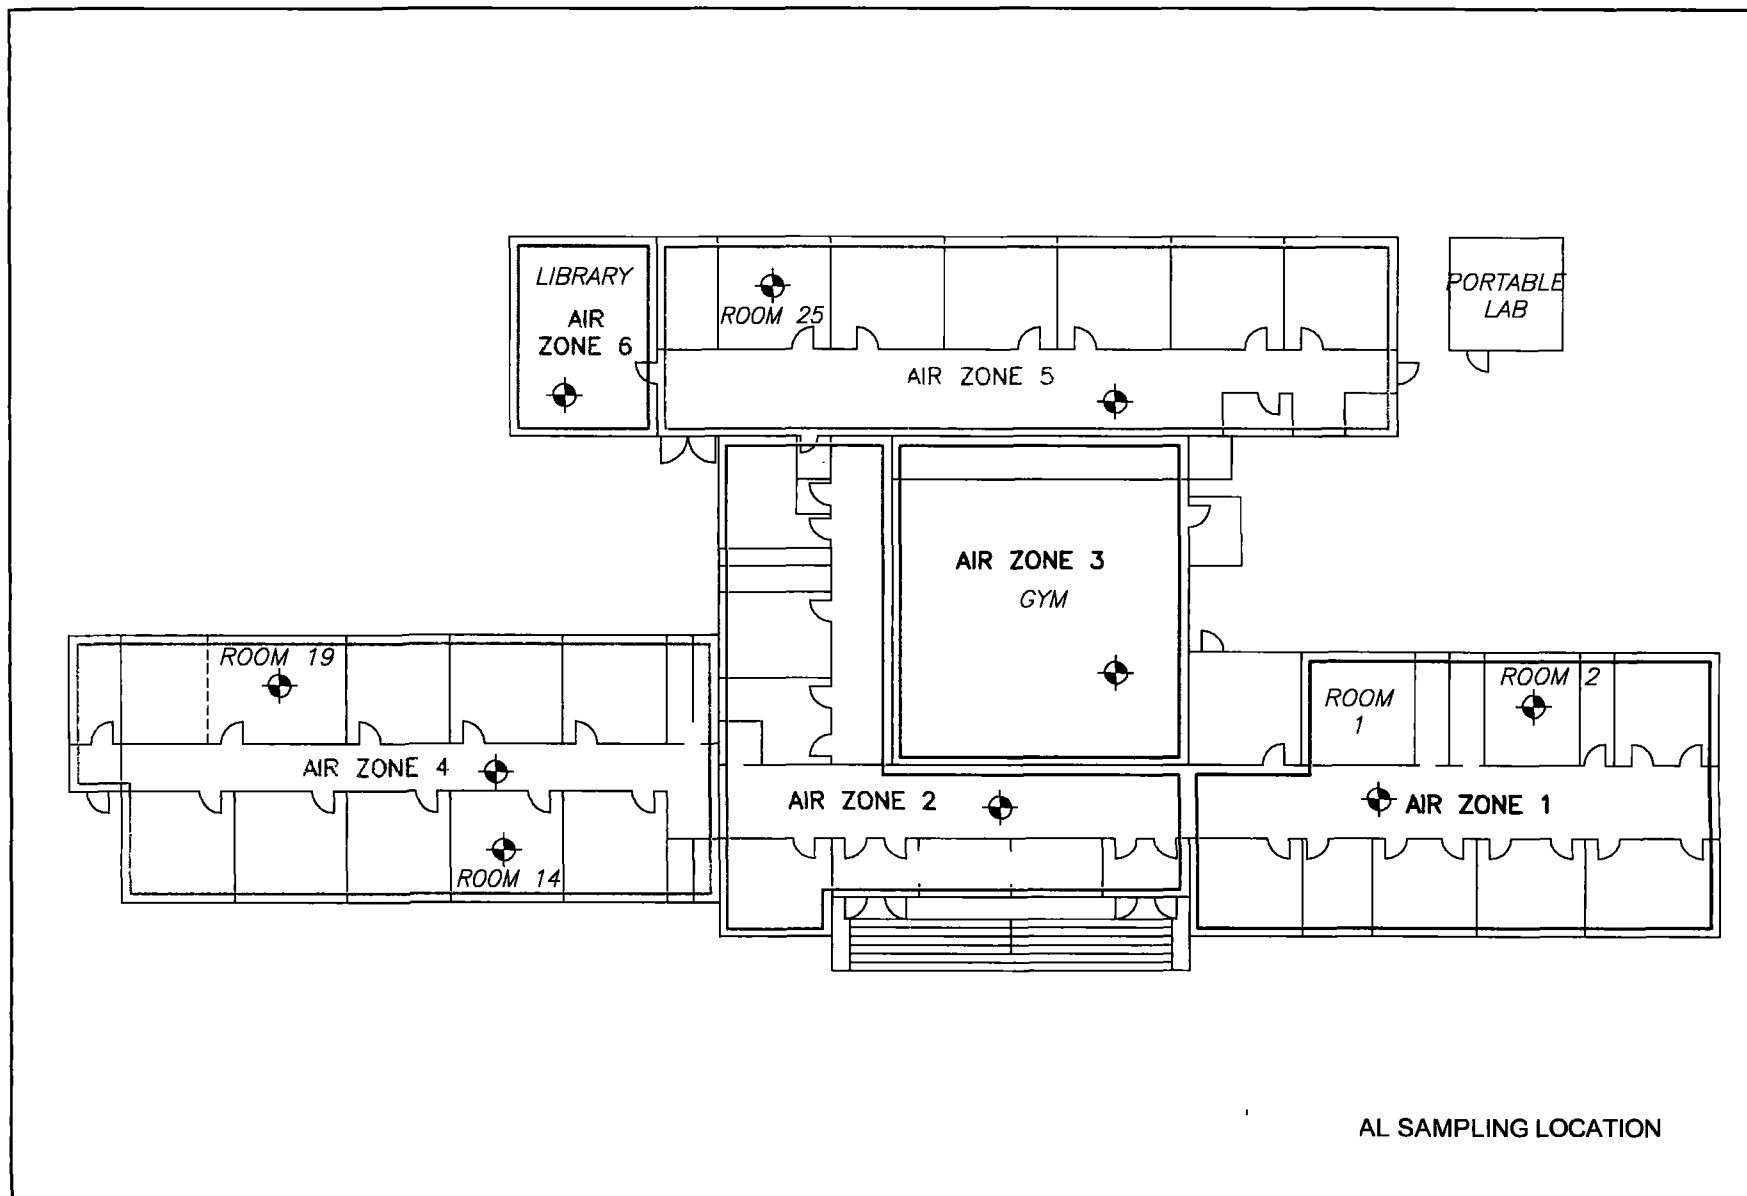 LIBRARY
AIR
ZONE 6
ROOM 25
AIR ZONE 5
PORTABLE
LAB
AIR ZONE 3
GYM
ROOM 19
AIR ZONE 4
ROOM 14
AIR ZONE 2
ROOM
1
ROOM 2
AIR ZONE 1
AL SAMPLING LOCATION